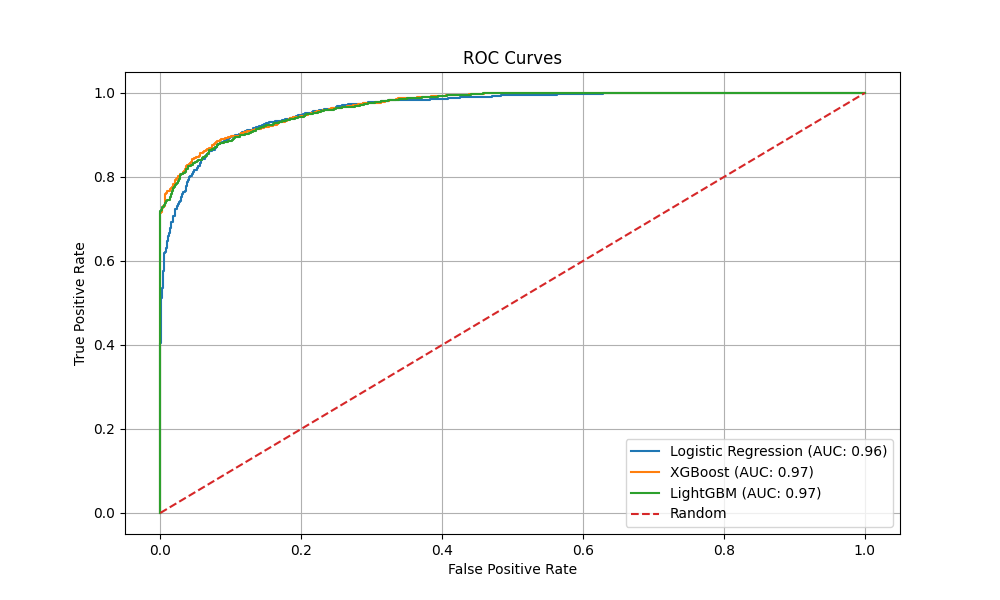 ROC Curves
True Positive Rate
1.0
0.8
0.6
0.4
0.2
0.0
0.0 0.2 0.4 0.6 0.8 1.0
False Positive Rate
Logistic Regression (AUC: 0.96)
XGBoost (AUC: 0.97)
LightGBM (AUC: 0.97)
Random